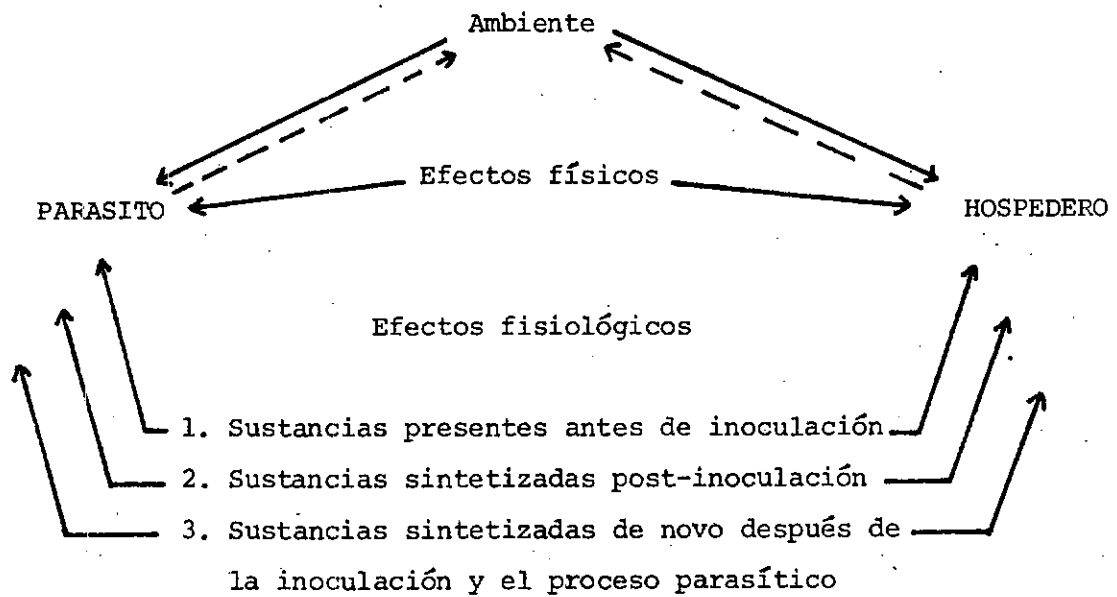 Ambiente
Efectos físicos
PARASITO
HOSPEDERO
Efectos fisiológicos
1. Sustancias presentes antes de inoculación
2. Sustancias sintetizadas post-inoculación
3. Sustancias sintetizadas de novo después de
la inoculación y el proceso parasítico